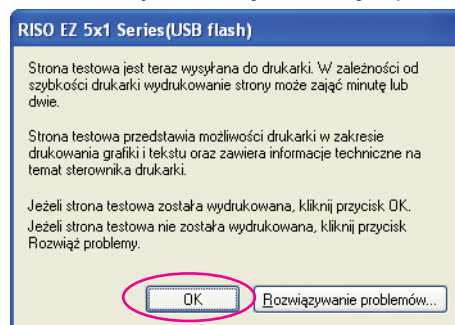 RISO EZ 5x1 Series(USB flash)
Strona testowa jest teraz wysyłana do drukarki. W zależności od
szybkości drukarki wydrukowanie strony może zająć minutę lub
dwie.
Strona testowa przedstawia możliwości drukarki w zakresie
drukowania grafiki i tekstu oraz zawiera informacje techniczne na
temat sterownika drukarki.
Jeżeli strona testowa została wydrukowana, kliknij przycisk OK.
Jeżeli strona testowa nie została wydrukowana, kliknij przycisk
Rozwiąż problemy.
OK Rozwiązywanie problemów...